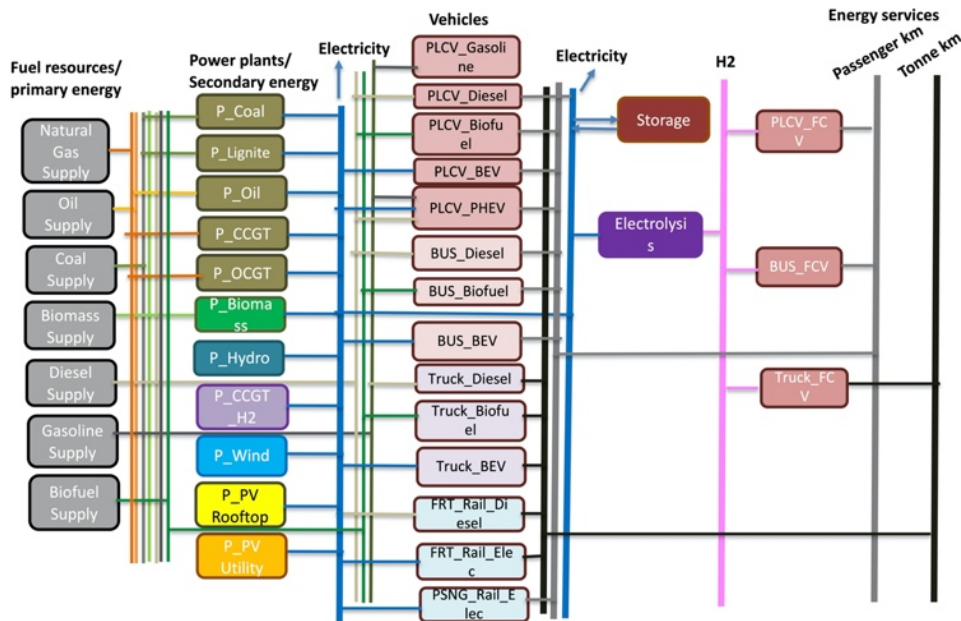 Vehicles
Energy services
Fuel resources/
primary energy
Power plants/
Secondary energy
Electricity
Electricity
H2
Passenger km
Tonne km
Natural
Gas
Supply
Oil
Supply
Coal
Supply
Biomass
Supply
Diesel
Supply
Gasoline
Supply
Biofuel
Supply
P_Coal
P_Lignite
P_Oil
P_CCGT
P_OCGT
P_Bioma
ss
P_Hydro
P_CCGT
_H2
P_Wind
P_PV
Rooftop
P_PV
Utility
PLCV_Gasoli
ne
PLCV_Diesel
PLCV_Biofu
el
PLCV_BEV
PLCV_PHEV
BUS_Diesel
BUS_Biofuel
BUS_BEV
Truck_Diesel
Truck_Biofu
el
Truck_BEV
FRT_Rail_Di
esel
FRT_Rail_Ele
c
PSNG_Rail_E
lec
Storage
Electrolysi
s
PLCV_FC
V
BUS_FCV
Truck_FC
V